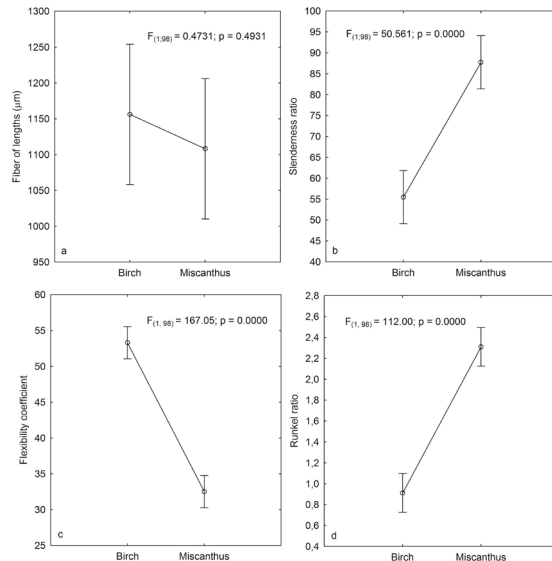 F(1;98) = 0.4731; p = 0.4931
Fiber of lengths (μm)
1300
1250
1200
1150
1100
1050
1000
950
a
Birch Miscanthus
F(1;98) = 50.561; p = 0.0000
Slenderness ratio
100
95
90
85
80
75
70
65
60
55
50
45
40
b
Birch Miscanthus
F(1, 98) = 167.05; p = 0.0000
Flexibility coefficient
60
55
50
45
40
35
30
25
c
Birch Miscanthus
F(1, 98) = 112.00; p = 0.0000
Runkel ratio
2,8
2,6
2,4
2,2
2,0
1,8
1,6
1,4
1,2
1,0
0,8
0,6
0,4
d
Birch Miscanthus